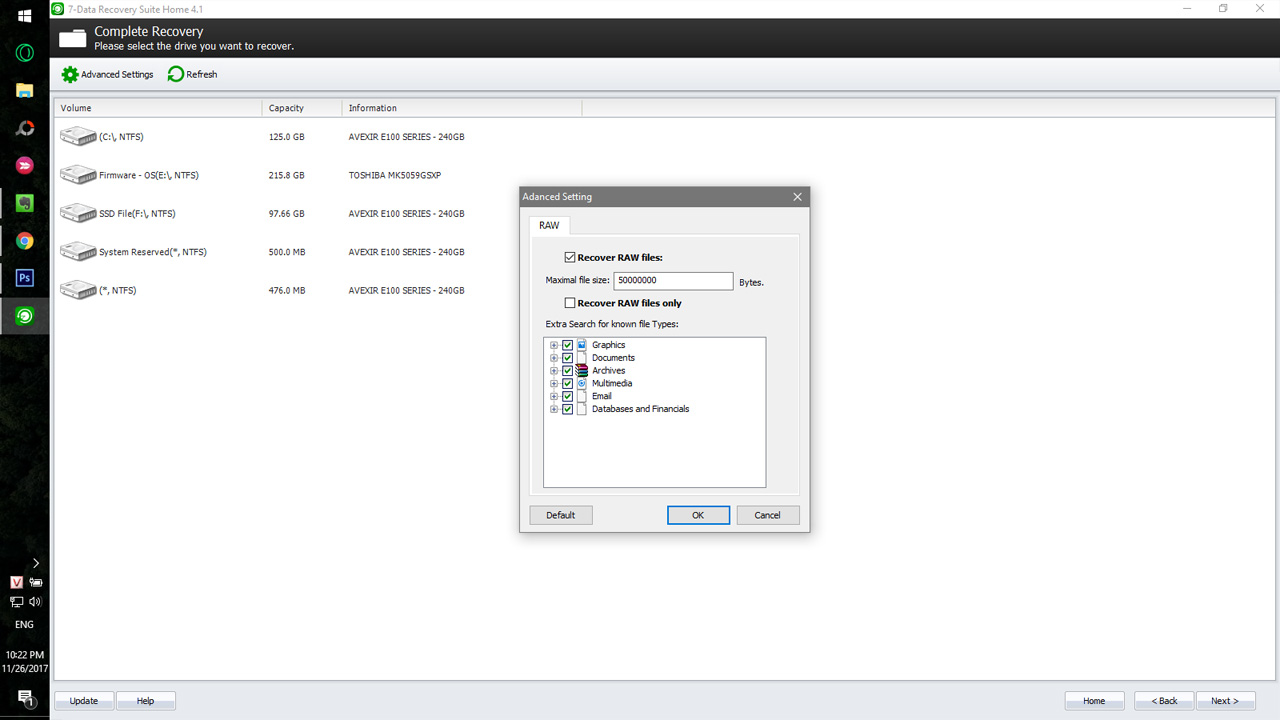 7-Data Recovery Suite Home 4.1
Complete Recovery
Please select the drive you want to recover.
Advanced Settings Refresh
Volume Capacity Information
(C:\, NTFS) 125.0 GB AVEXIR E100 SERIES - 240GB
Firmware - OS(E:\, NTFS) 215.8 GB TOSHIBA MK5059GSXP
SSD File(F:\, NTFS) 97.66 GB AVEXIR E100 SERIES - 240GB
System Reserved(*, NTFS) 500.0 MB AVEXIR E100 SERIES - 240GB
(*, NTFS) 476.0 MB AVEXIR E100 SERIES - 240GB
Adanced Setting
RAW
Recover RAW files:
Maximal file size: 50000000 Bytes.
Recover RAW files only
Extra Search for known file Types:
Graphics
Documents
Archives
Multimedia
Email
Databases and Financials
Default OK Cancel
Ps
V
ENG
10:22 PM
11/26/2017
1
Update Help Home < Back Next >